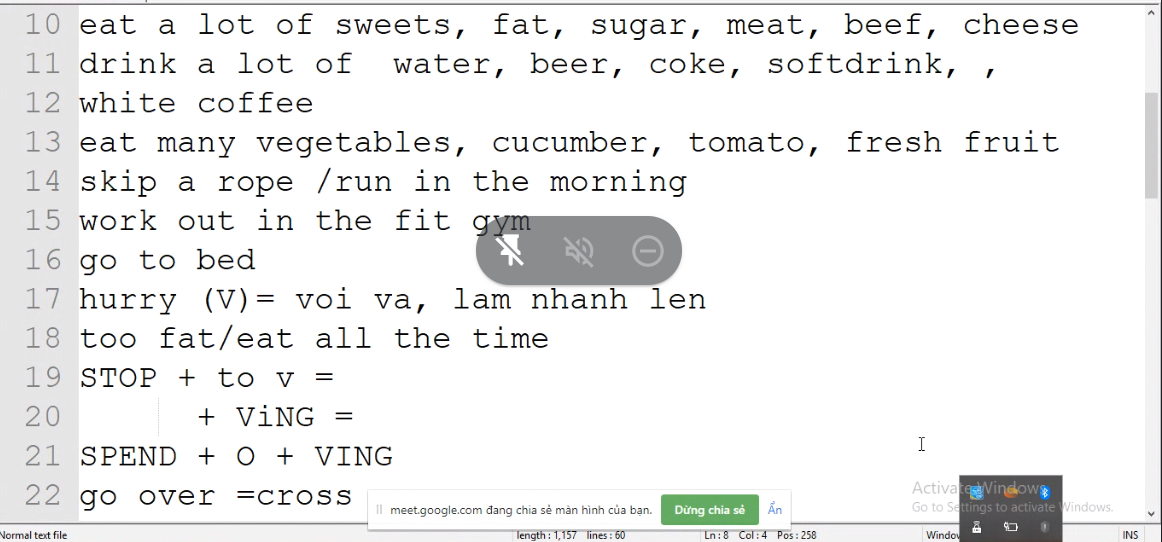 10 eat a lot of sweets, fat, sugar, meat, beef, cheese
11 drink a lot of  water, beer, coke, softdrink, ,
12 white coffee
13 eat many vegetables, cucumber, tomato, fresh fruit
14 skip a rope /run in the morning
15 work out in the fit gym
16 go to bed
17 hurry (V)= voi va, lam nhanh len
18 too fat/eat all the time
19 STOP + to v =
20 + ViNG =
21 SPEND + O + VING
22 go over =cross
meet.google.com đang chia sẻ màn hình của bạn. Dừng chia sẻ Ẩn
Activate Windows
Go to Settings to activate Windows.
Normal text file length : 1,157 lines : 60 Ln : 8 Col : 4 Pos : 258 Window INS